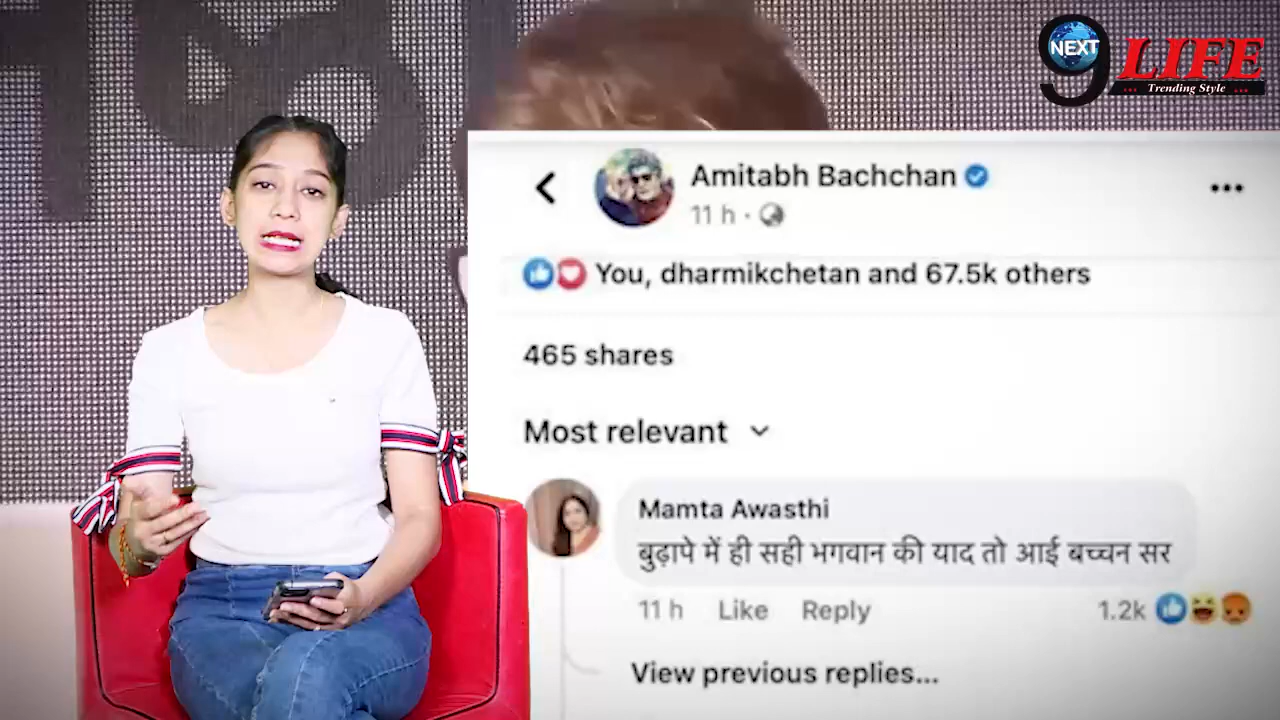 NEXT
9
LIFE
Trending Style
Amitabh Bachchan
11 h
You, dharmikchetan and 67.5k others
465 shares
Most relevant
Mamta Awasthi
बुढ़ापे में ही सही भगवान की याद तो आई बच्चन सर
11 h Like Reply 1.2k
View previous replies...